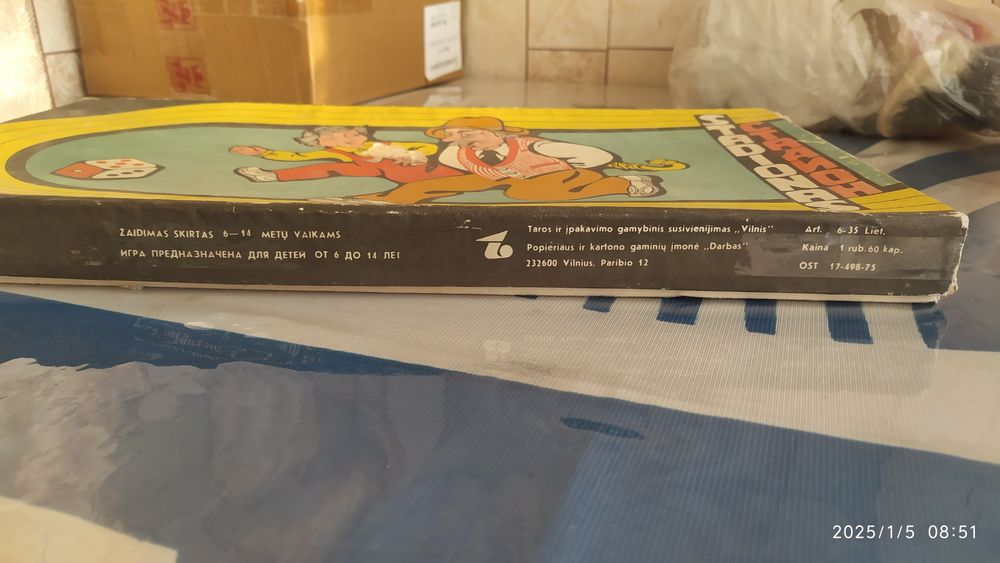 ŽAIDIMAS SKIRTAS 6—14 METŲ VAIKAMS
ИГРА ПРЕДНАЗНАЧЕНА ДЛЯ ДЕТЕЙ ОТ 6 ДО 14 ЛЕТ
Taros ir įpakavimo gamybinis susivienijimas „Vilnis"
Popieriaus ir kartono gaminių įmonė „Darbas"
232600 Vilnius, Paribio 12
Art. 6-35 Liet.
Kaina 1 rub. 60 kap.
OST 17-498-75
2025/1/5 08:51